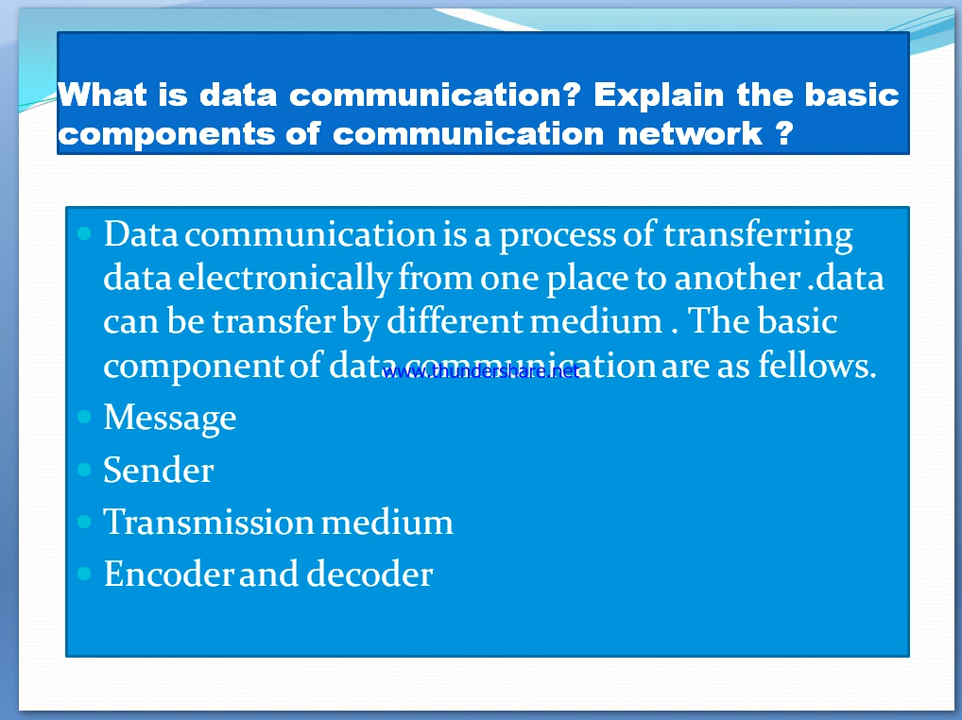 What is data communication? Explain the basic
components of communication network ?
Data communication is a process of transferring
data electronically from one place to another .data
can be transfer by different medium . The basic
component of data communication are as fellows.
www.thundershare.net
Message
Sender
Transmission medium
Encoder and decoder